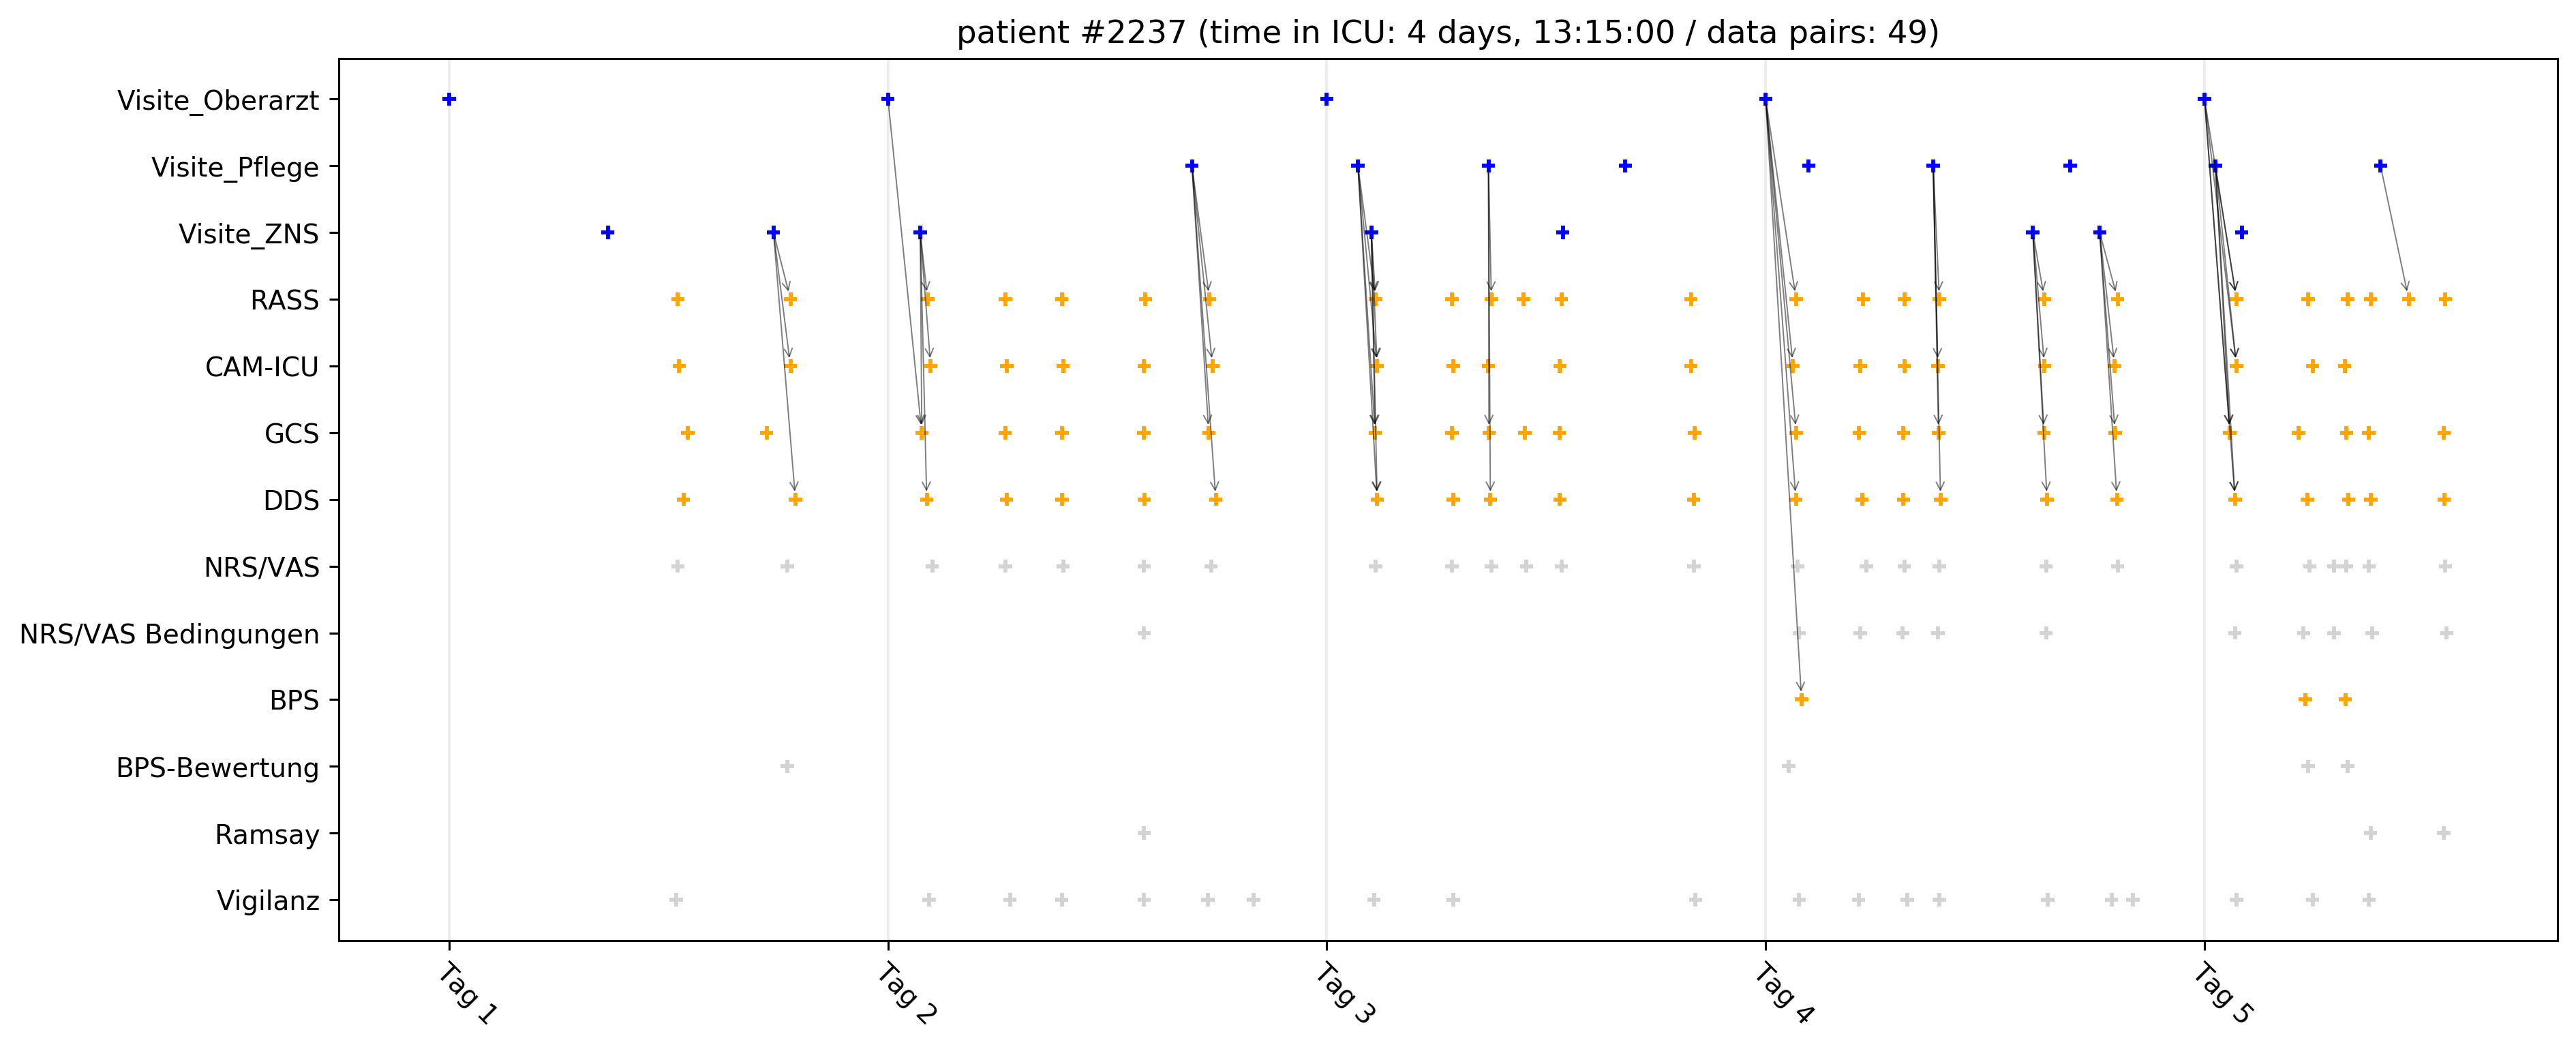 patient #2237 (time in ICU: 4 days, 13:15:00 / data pairs: 49)
Visite_Oberarzt
Visite_Pflege
Visite_ZNS
RASS
CAM-ICU
GCS
DDS
NRS/VAS
NRS/VAS Bedingungen
BPS
BPS-Bewertung
Ramsay
Vigilanz
Tag 1
Tag 2
Tag 3
Tag 4
Tag 5